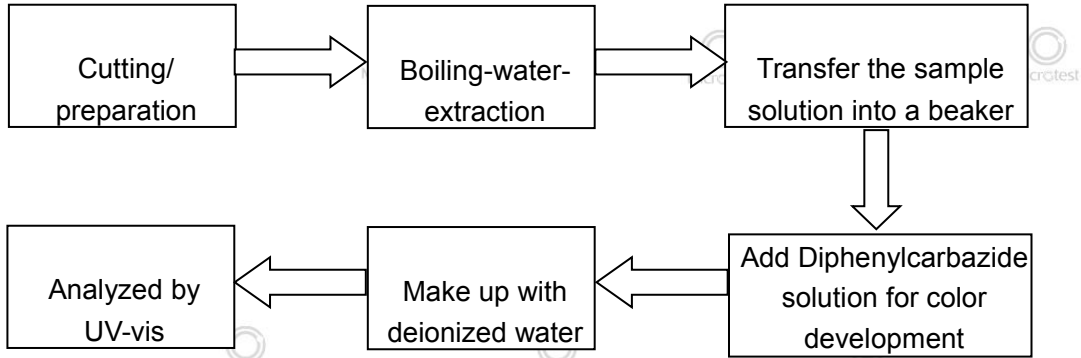 Cutting/
preparation
Boiling-water-
extraction
Transfer the sample
solution into a beaker
Add Diphenylcarbazide
solution for color
development
Make up with
deionized water
Analyzed by
UV-vis